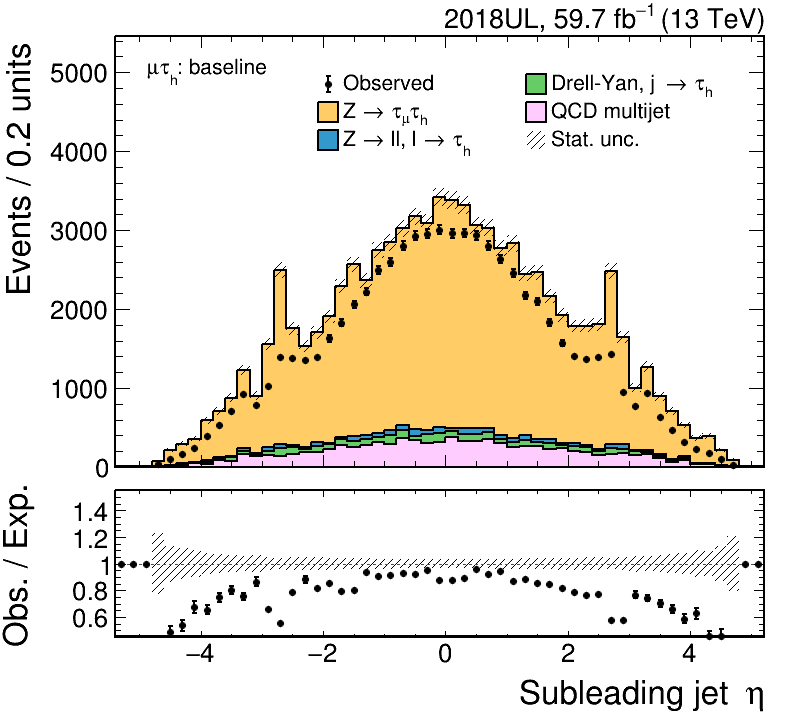 2018UL, 59.7 fb⁻¹ (13 TeV)
Events / 0.2 units
5000
4000
3000
2000
1000
0
μτₕ: baseline
Observed
Z → τ_μτₕ
Z → ll, l → τₕ
Drell-Yan, j → τₕ
QCD multijet
Stat. unc.
Obs. / Exp.
1.4
1.2
1
0.8
0.6
−4 −2 0 2 4
Subleading jet η